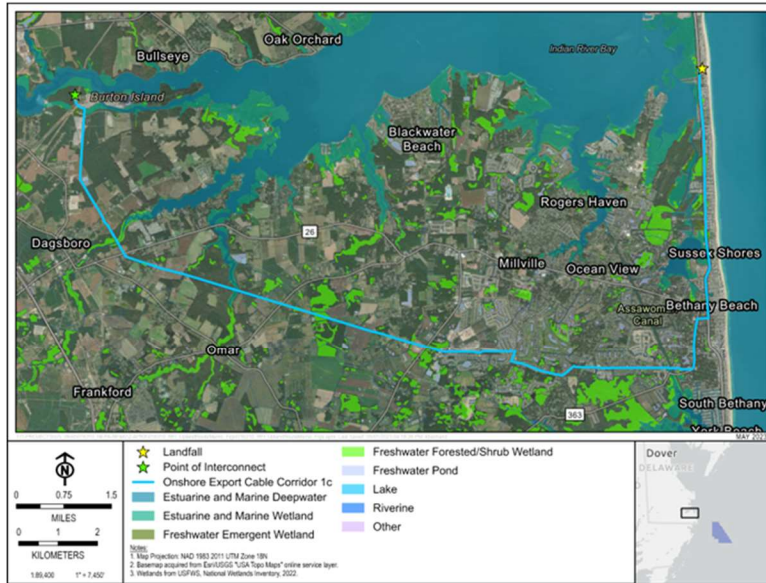 Bullseye
Oak Orchard
Indian River Bay
Burton Island
Blackwater
Beach
Rogers Haven
26
Dagsboro
Millville
Ocean View
Sussex Shores
Assawom
Canal
Bethany Beach
Omar
Frankford
363
South Bethany
York Beach
MAY 2023
N
0 0.75 1.5
MILES
0 1 2
KILOMETERS
1:89,400 1" = 7,450'
Landfall
Point of Interconnect
Onshore Export Cable Corridor 1c
Estuarine and Marine Deepwater
Estuarine and Marine Wetland
Freshwater Emergent Wetland
Freshwater Forested/Shrub Wetland
Freshwater Pond
Lake
Riverine
Other
Notes:
1. Map Projection: NAD 1983 2011 UTM Zone 18N
2. Basemap acquired from Esri/USGS "USA Topo Maps" online service layer.
3. Wetlands from USFWS, National Wetlands Inventory, 2022.
Dover
DELAWARE